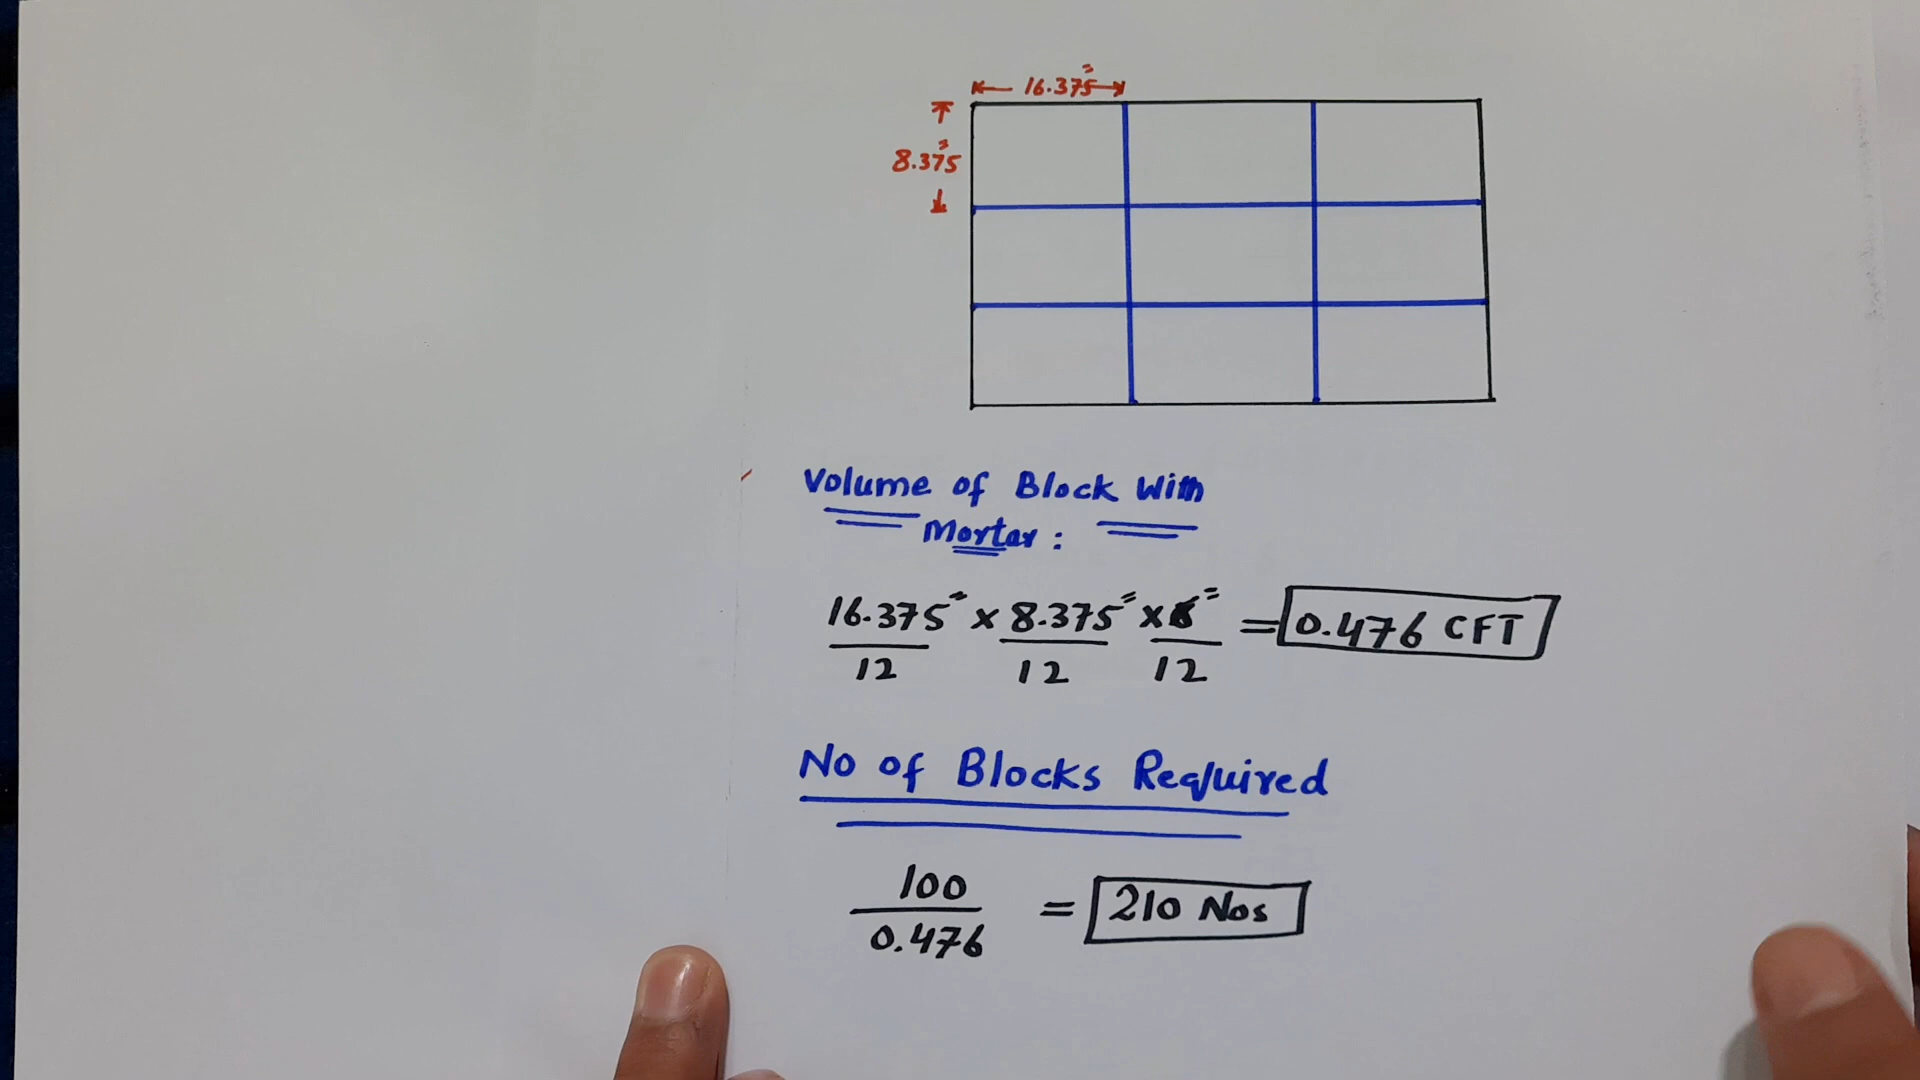 16.375"
8.375"
Volume of Block With
Mortar :
16.375" x 8.375" x 6" = 0.476 CFT
12 12 12
No of Blocks Required
100
= 210 Nos
0.476